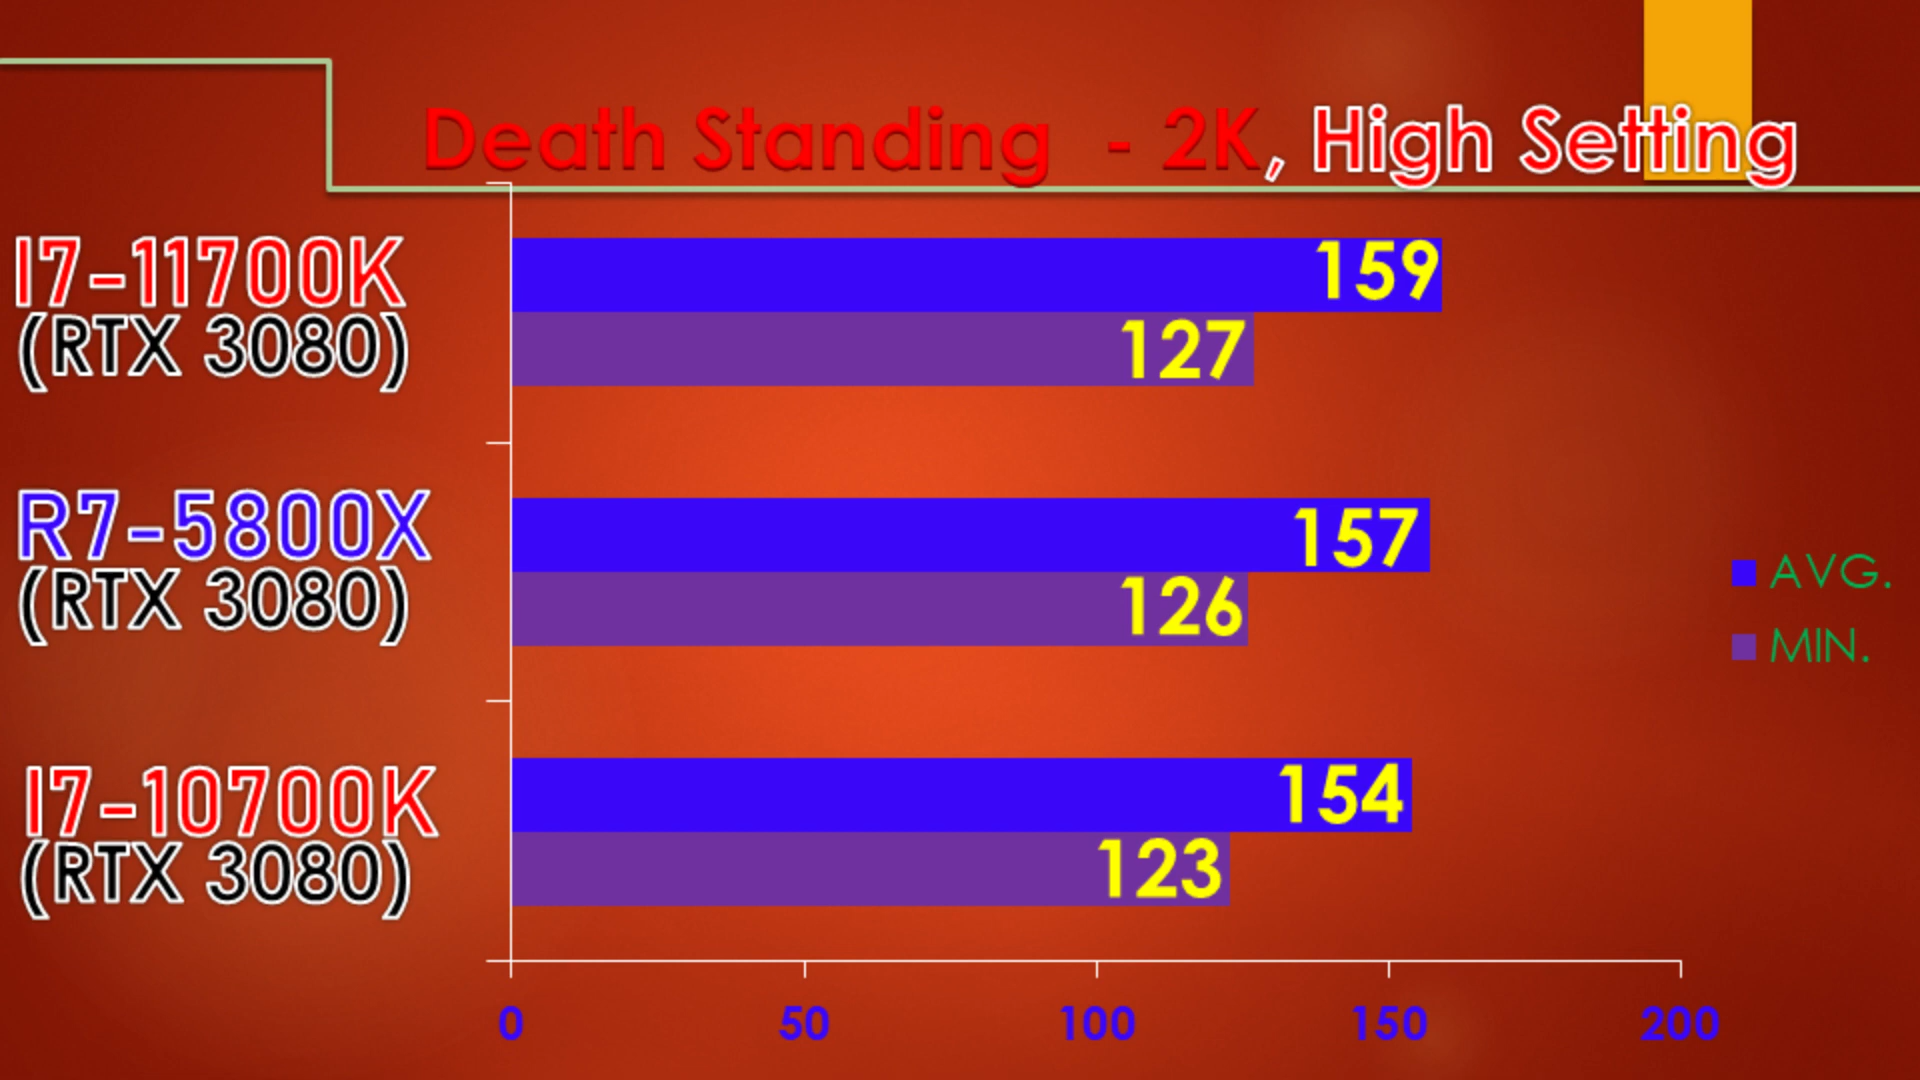 Death Standing - 2K, High Setting
I7-11700K
(RTX 3080)
159
127
R7-5800X
(RTX 3080)
157
126
AVG.
MIN.
I7-10700K
(RTX 3080)
154
123
0 50 100 150 200